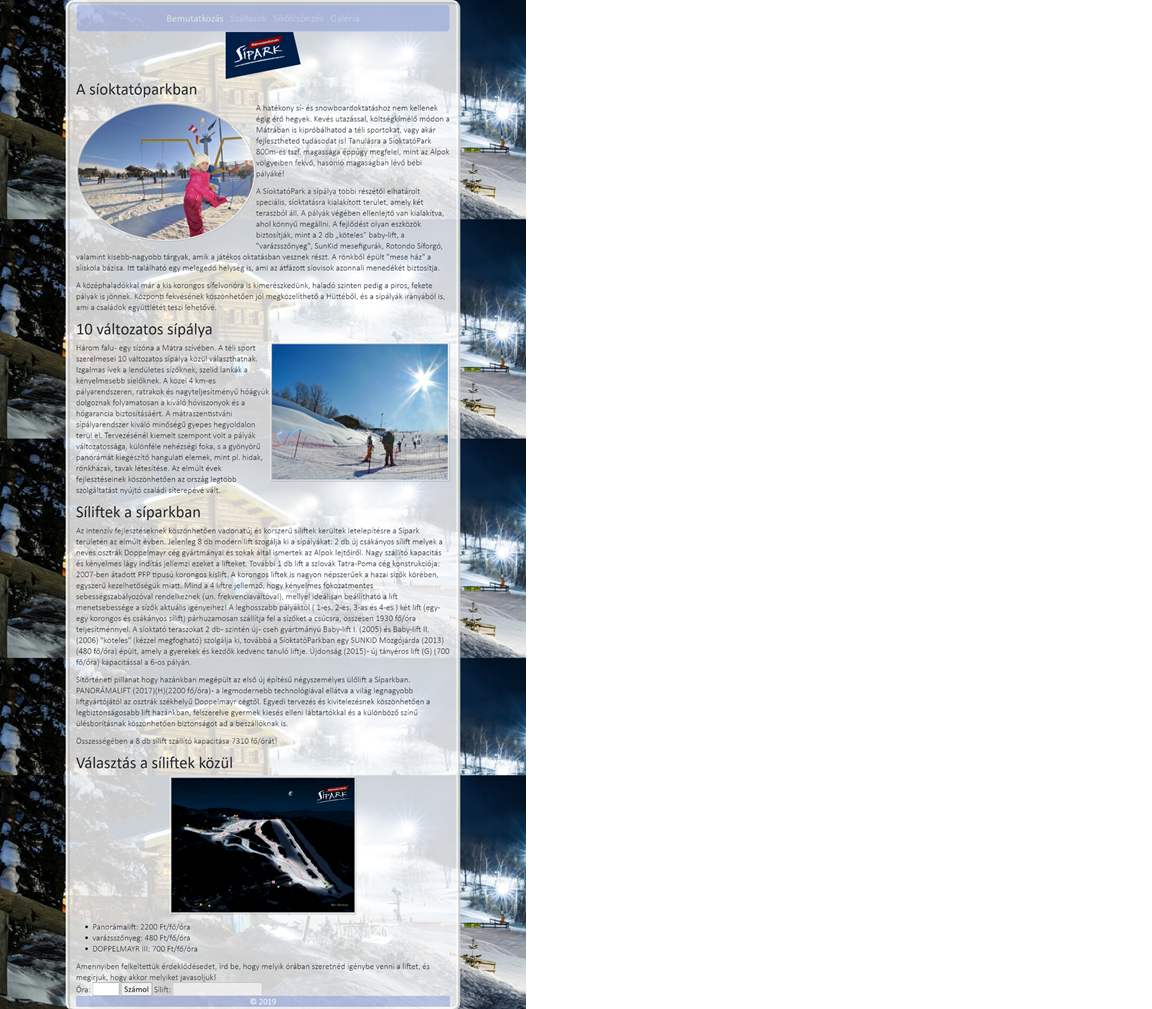 Bemutatkozás Szállások Síkölcsönzés Galéria
SÍPARK
A síoktatóparkban
A hatékony sí- és snowboardoktatáshoz nem kellenek
égig érő hegyek. Kevés utazással, költségkímélő módon a
Mátrában is kipróbálhatod a téli sportokat, vagy akár
fejlesztheted tudásodat is! Tanulásra a SíoktatóPark
800m-es tszf. magassága éppúgy megfelel, mint az Alpok
völgyeiben fekvő, hasonló magaságban lévő bébi
pályáké!
A SíoktatóPark a sípálya többi részétől elhatárolt
speciális, síoktatásra kialakított terület, amely két
teraszból áll. A pályák végében ellenlejtő van kialakítva,
ahol könnyű megállni. A fejlődést olyan eszközök
biztosítják, mint a 2 db „köteles" baby-lift, a
"varázsszőnyeg", SunKid mesefigurák, Rotondo Síforgó,
valamint kisebb-nagyobb tárgyak, amik a játékos oktatásban vesznek részt. A rönkből épült "mese ház" a
síiskola bázisa. Itt található egy melegedő helység is, ami az átfázott síovisok azonnali menedékét biztosítja.
A középhaladókkal már a kis korongos sífelvonóra is kimerészkedünk, haladó szinten pedig a piros, fekete
pályák is jönnek. Központi fekvésének köszönhetően jól megközelíthető a Hüttéből, és a sípályák irányából is,
ami a családok együttlétét teszi lehetővé.
10 változatos sípálya
Három falu- egy sízóna a Mátra szívében. A téli sport
szerelmesei 10 változatos sípálya közül választhatnak.
Izgalmas ívek a lendületes sízőknek, szelíd lankák a
kényelmesebb síelőknek. A közel 4 km-es
pályarendszeren, ratrakok és nagyteljesítményű hóágyúk
dolgoznak folyamatosan a kiváló hóviszonyok és a
hógarancia biztosításáért. A mátraszentistváni
sípályarendszer kiváló minőségű gyepes hegyoldalon
terül el. Tervezésénél kiemelt szempont volt a pályák
változatossága, különféle nehézségi foka, s a gyönyörű
panorámát kiegészítő hangulati elemek, mint pl. hidak,
rönkházak, tavak létesítése. Az elmúlt évek
fejlesztéseinek köszönhetően az ország legtöbb
szolgáltatást nyújtó családi síterepévé vált.
Síliftek a síparkban
Az intenzív fejlesztéseknek köszönhetően vadonatúj és korszerű síliftek kerültek letelepítésre a Sípark
területén az elmúlt évben. Jelenleg 8 db modern lift szogálja ki a sípályákat: 2 db új csákányos sílift melyek a
neves osztrák Doppelmayr cég gyártmányai és sokak által ismertek az Alpok lejtőiről. Nagy szállító kapacitás
és kényelmes lágy indítás jellemzi ezeket a lifteket. További 1 db lift a szlovák Tatra-Poma cég konstrukciója:
2007-ben átadott PFP típusú korongos kislift. A korongos liftek is nagyon népszerűek a hazai sízők körében,
egyszerű kezelhetőségük miatt. Mind a 4 liftre jellemző, hogy kényelmes fokozatmentes
sebességszabályozóval rendelkeznek (un. frekvenciaváltóval), mellyel ideálisan beállítható a lift
menetsebessége a sízők aktuális igényeihez! A leghosszabb pályáktól ( 1-es, 2-es, 3-as és 4-es ) két lift (egy-
egy korongos és csákányos sílift) párhuzamosan szállítja fel a sízőket a csúcsra, összesen 1930 fő/óra
teljesítménnyel. A síoktató teraszokat 2 db - szintén új - cseh gyártmányú Baby-lift I. (2005) és Baby-lift II.
(2006) "köteles" (kézzel megfogható) szolgálja ki, továbbá a SíoktatóParkban egy SUNKID Mozgójárda (2013)
(480 fő/óra) épült, amely a gyerekek és kezdők kedvenc tanuló liftje. Újdonság (2015) - új tányéros lift (G) (700
fő/óra) kapacitással a 6-os pályán.
Sítörténeti pillanat hogy hazánkban megépült az első új építésű négyszemélyes ülőlift a Síparkban.
PANORÁMALIFT (2017)(H)(2200 fő/óra) - a legmodernebb technológiával ellátva a világ legnagyobb
liftgyártójától az osztrák székhelyű Doppelmayr cégtől. Egyedi tervezés és kivitelezésnek köszönhetően a
legbiztonságosabb lift hazánkban, felszerelve gyermek kiesés elleni lábtartókkal és a különböző színű
ülésborításnak köszönhetően biztonságot ad a beszállóknak is.
Összességében a 8 db sílift szállító kapacitása 7310 fő/órát!
Választás a síliftek közül
SÍPARK
• Panorámalift: 2200 Ft/fő/óra
• varázsszőnyeg: 480 Ft/fő/óra
• DOPPELMAYR III: 700 Ft/fő/óra
Amennyiben felkeltettük érdeklődésedet, írd be, hogy melyik órában szeretnéd igénybe venni a liftet, és
megírjuk, hogy akkor melyiket javasoljuk!
Óra: Számol Sílift:
© 2019